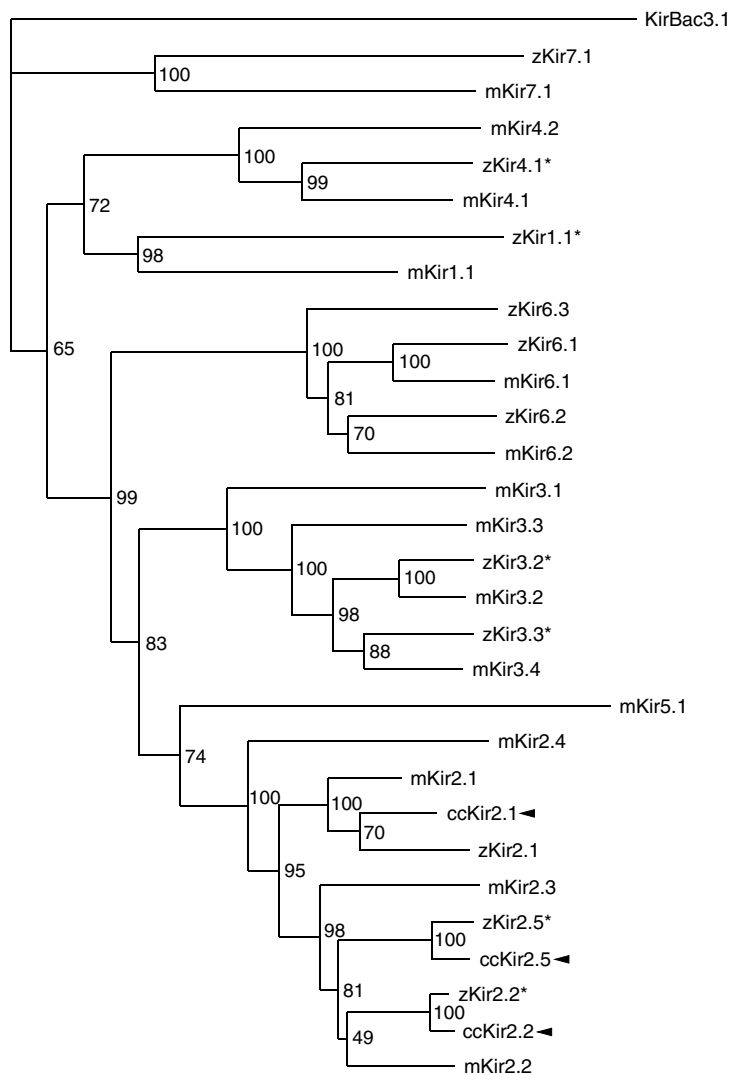 KirBac3.1
zKir7.1
100
mKir7.1
mKir4.2
100
zKir4.1*
99
mKir4.1
72
zKir1.1*
98
mKir1.1
65
zKir6.3
100
zKir6.1
100
mKir6.1
81
zKir6.2
70
mKir6.2
99
mKir3.1
100
mKir3.3
100
zKir3.2*
100
mKir3.2
98
zKir3.3*
88
mKir3.4
83
mKir5.1
74
mKir2.4
100
mKir2.1
100
ccKir2.1◄
70
zKir2.1
95
mKir2.3
98
zKir2.5*
100
ccKir2.5◄
81
zKir2.2*
100
ccKir2.2◄
49
mKir2.2